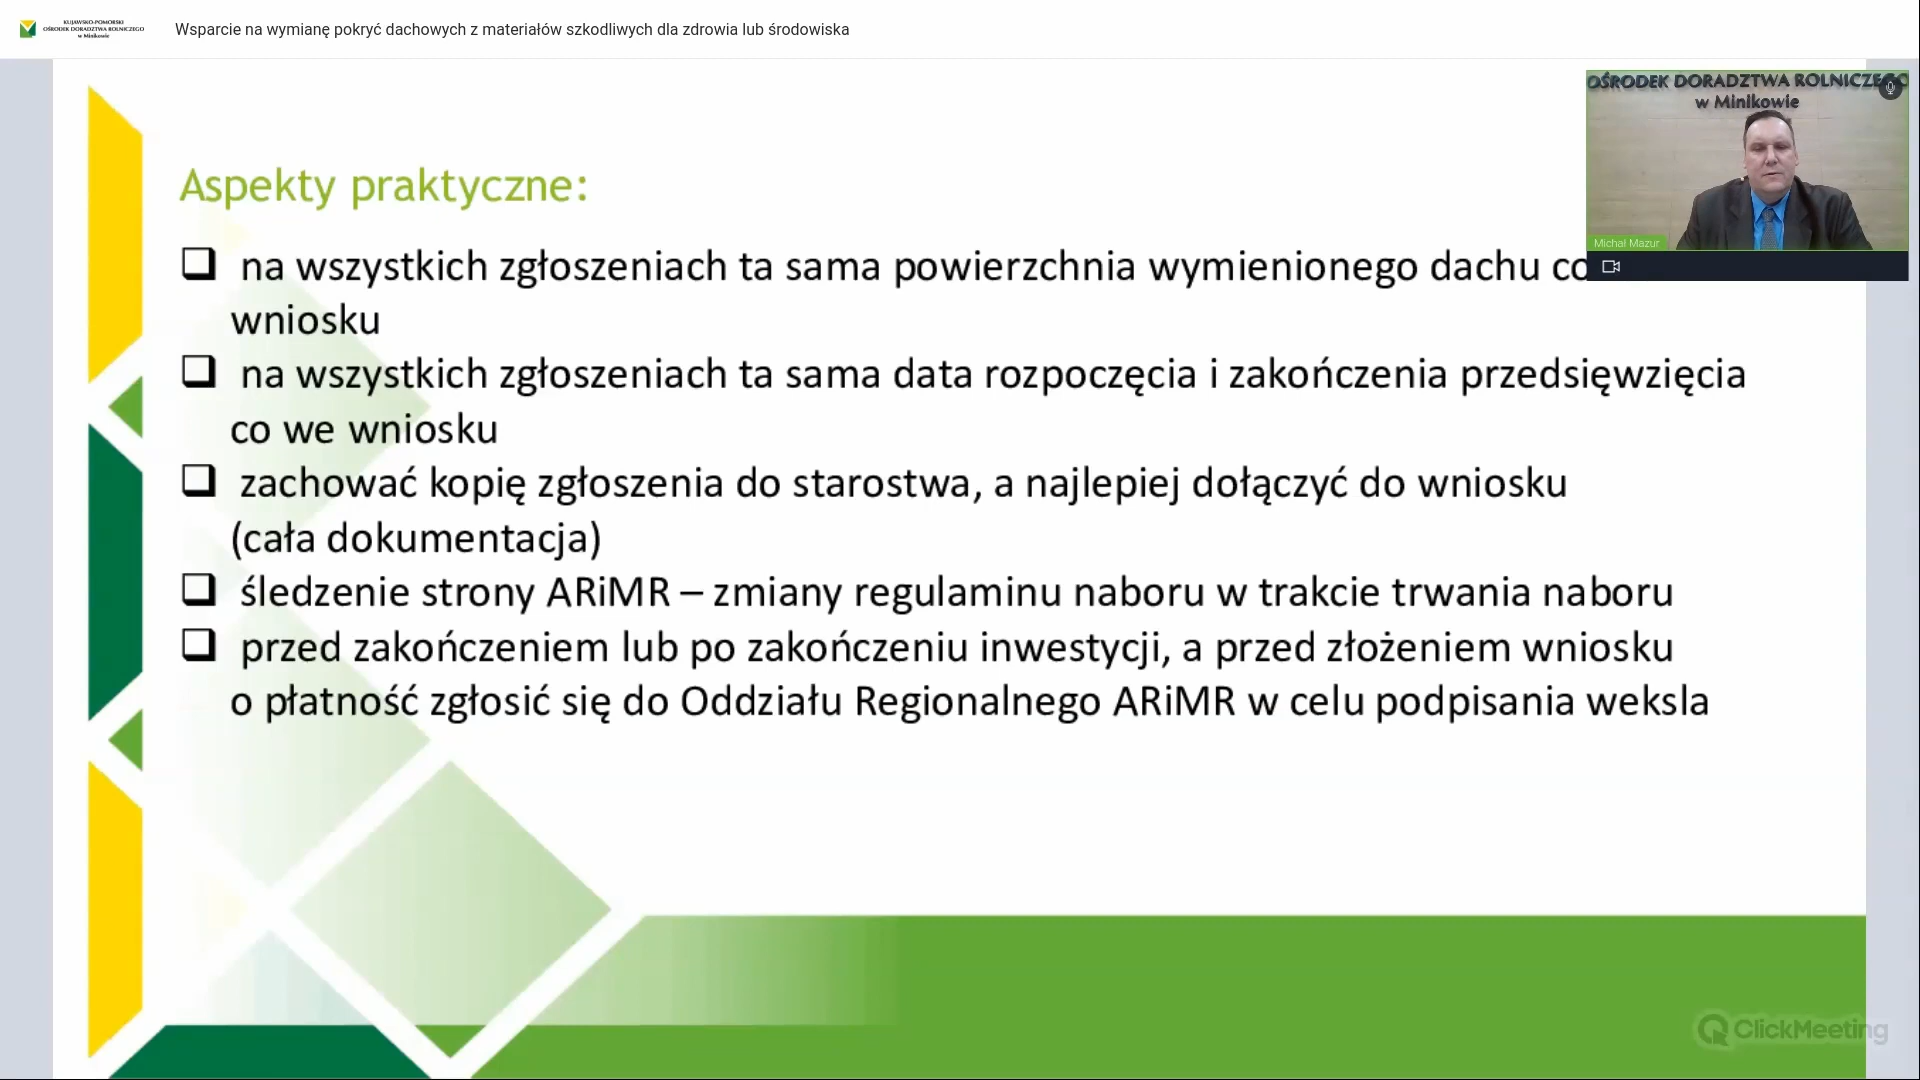 KUJAWSKO-POMORSKI
OŚRODEK DORADZTWA ROLNICZEGO
w Minikowie
Wsparcie na wymianę pokryć dachowych z materiałów szkodliwych dla zdrowia lub środowiska
OŚRODEK DORADZTWA ROLNICZEGO
w Minikowie
Michał Mazur
Aspekty praktyczne:
na wszystkich zgłoszeniach ta sama powierzchnia wymienionego dachu co
wniosku
na wszystkich zgłoszeniach ta sama data rozpoczęcia i zakończenia przedsięwzięcia
co we wniosku
zachować kopię zgłoszenia do starostwa, a najlepiej dołączyć do wniosku
(cała dokumentacja)
śledzenie strony ARiMR – zmiany regulaminu naboru w trakcie trwania naboru
przed zakończeniem lub po zakończeniu inwestycji, a przed złożeniem wniosku
o płatność zgłosić się do Oddziału Regionalnego ARiMR w celu podpisania weksla
ClickMeeting